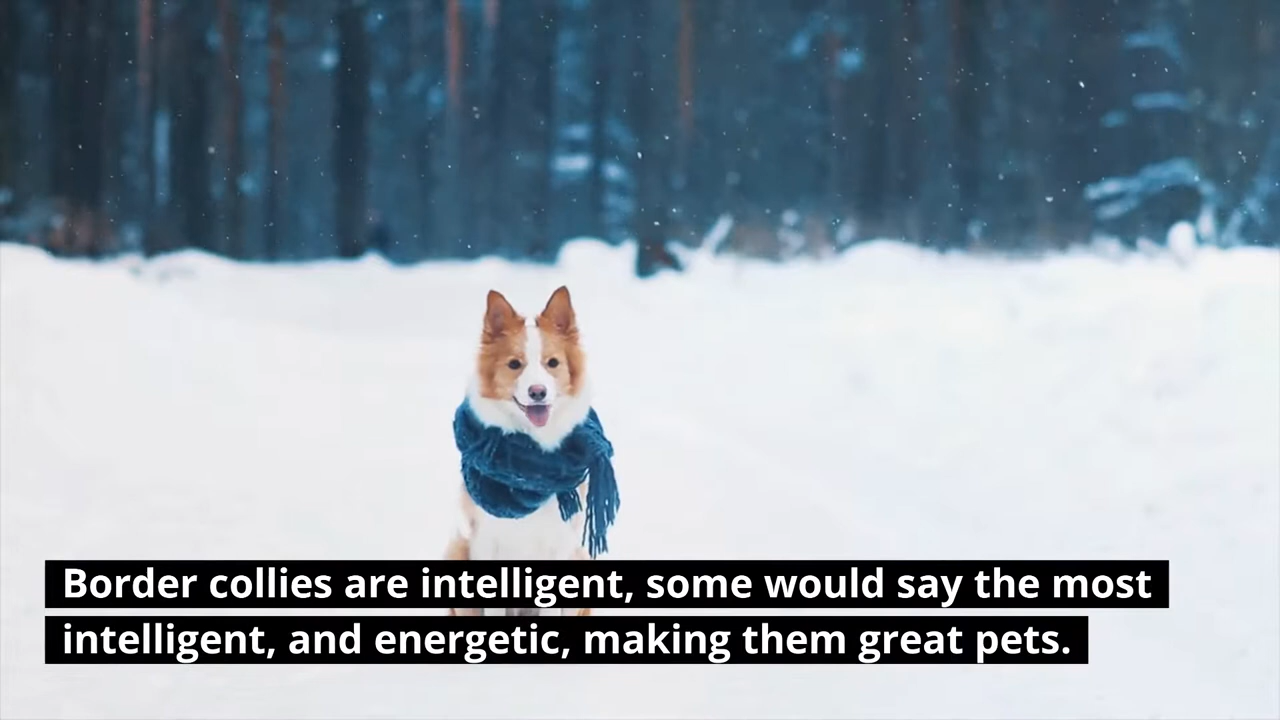 Border collies are intelligent, some would say the most
intelligent, and energetic, making them great pets.